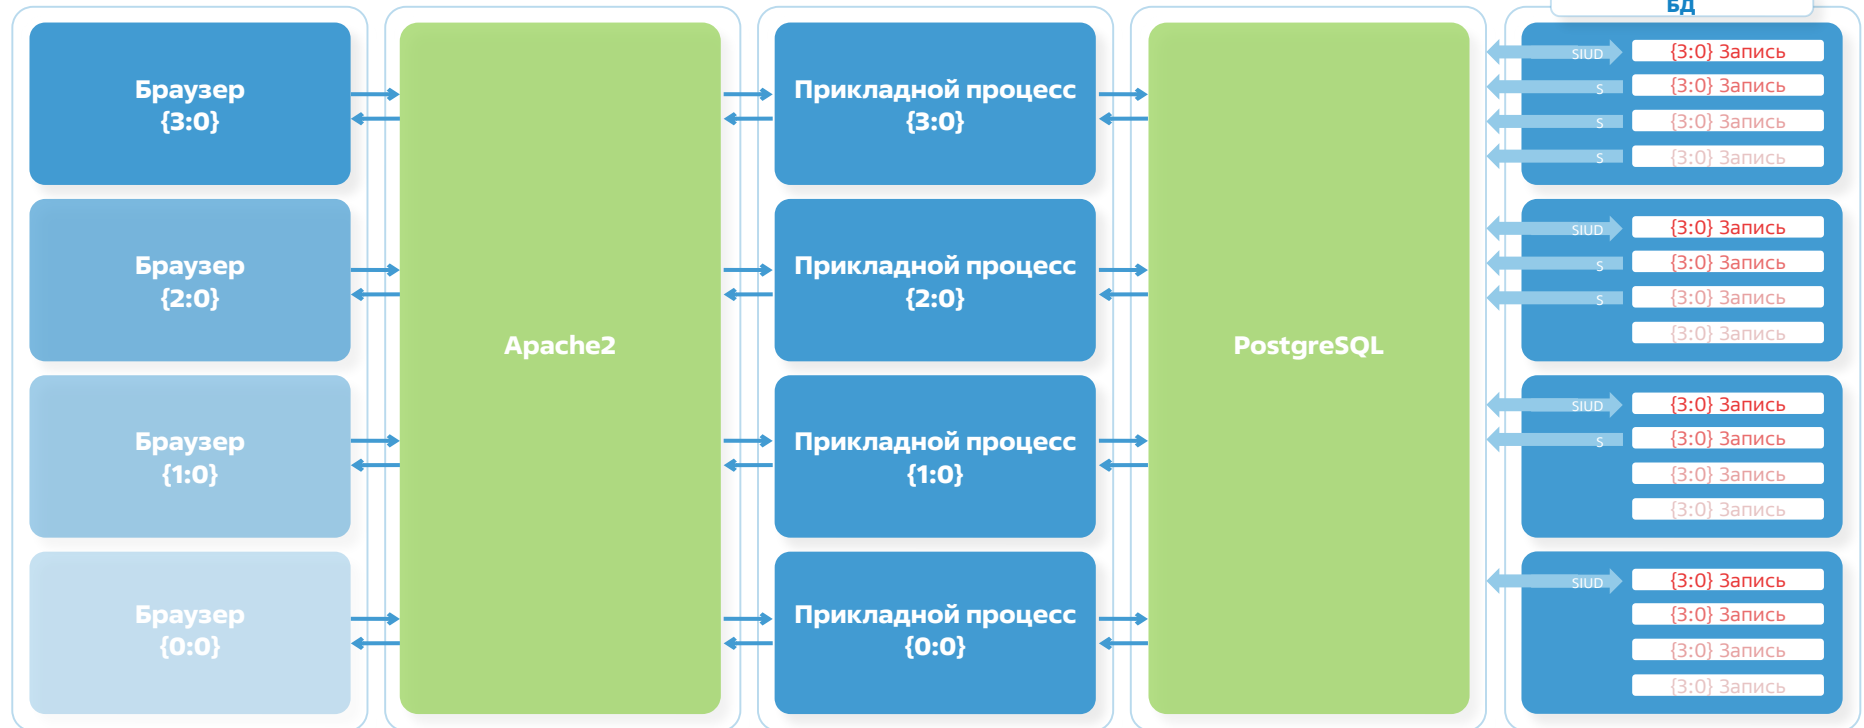 БД
Браузер
{3:0}
Прикладной процесс
{3:0}
SIUD
{3:0} Запись
S
{3:0} Запись
S
{3:0} Запись
S
{3:0} Запись
Браузер
{2:0}
Прикладной процесс
{2:0}
SIUD
{3:0} Запись
S
{3:0} Запись
S
{3:0} Запись
{3:0} Запись
Apache2
PostgreSQL
Браузер
{1:0}
Прикладной процесс
{1:0}
SIUD
{3:0} Запись
S
{3:0} Запись
{3:0} Запись
{3:0} Запись
Браузер
{0:0}
Прикладной процесс
{0:0}
SIUD
{3:0} Запись
{3:0} Запись
{3:0} Запись
{3:0} Запись